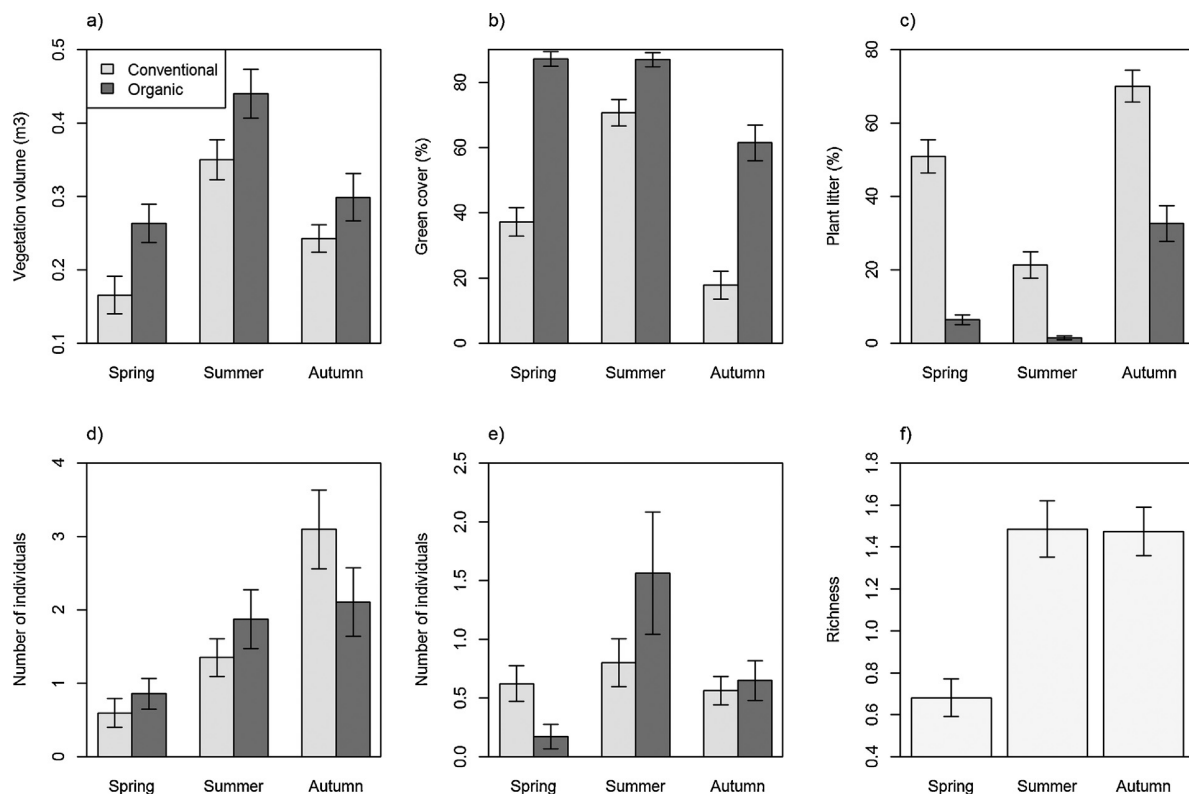 a)
Vegetation volume (m3)
0.5
0.4
0.3
0.2
0.1
Conventional
Organic
Spring Summer Autumn
b)
Green cover (%)
80
60
40
20
0
Spring Summer Autumn
c)
Plant litter (%)
80
60
40
20
0
Spring Summer Autumn
d)
Number of individuals
4
3
2
1
0
Spring Summer Autumn
e)
Number of individuals
2.5
2.0
1.5
1.0
0.5
0.0
Spring Summer Autumn
f)
Richness
1.8
1.6
1.4
1.2
1.0
0.8
0.6
0.4
Spring Summer Autumn